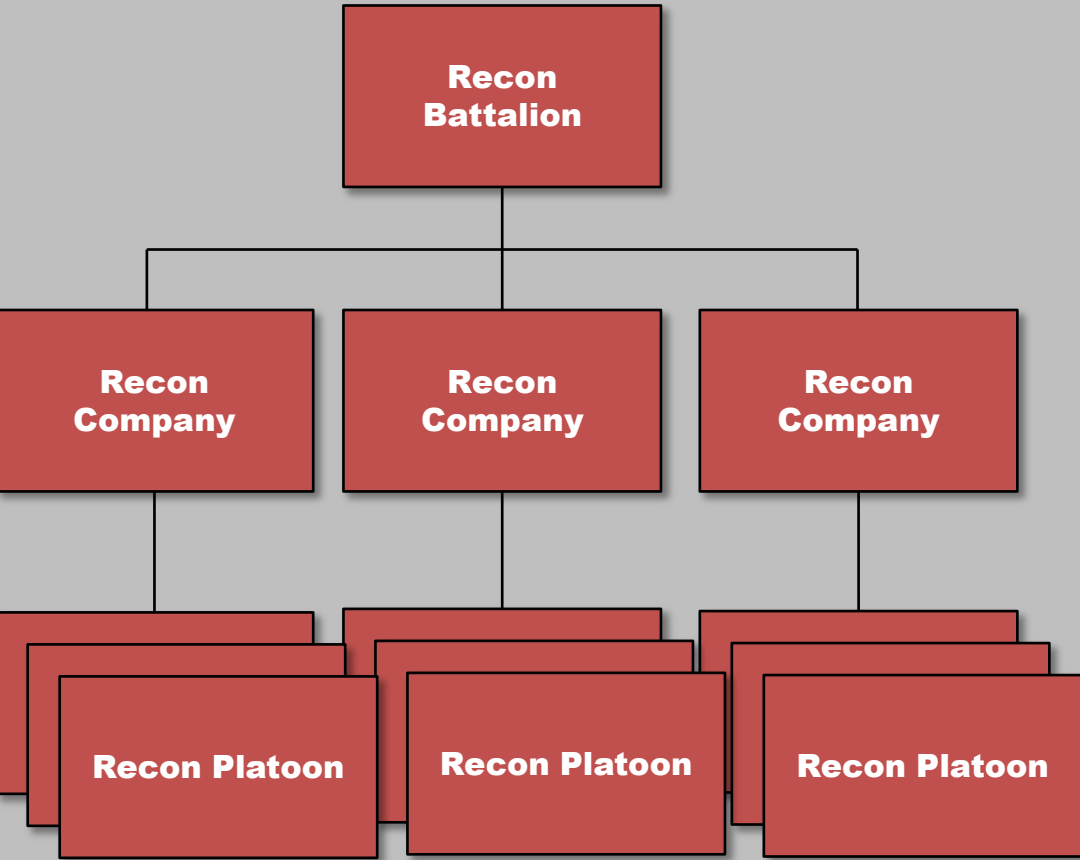 Recon
Battalion
Recon
Company
Recon
Company
Recon
Company
Recon Platoon
Recon Platoon
Recon Platoon